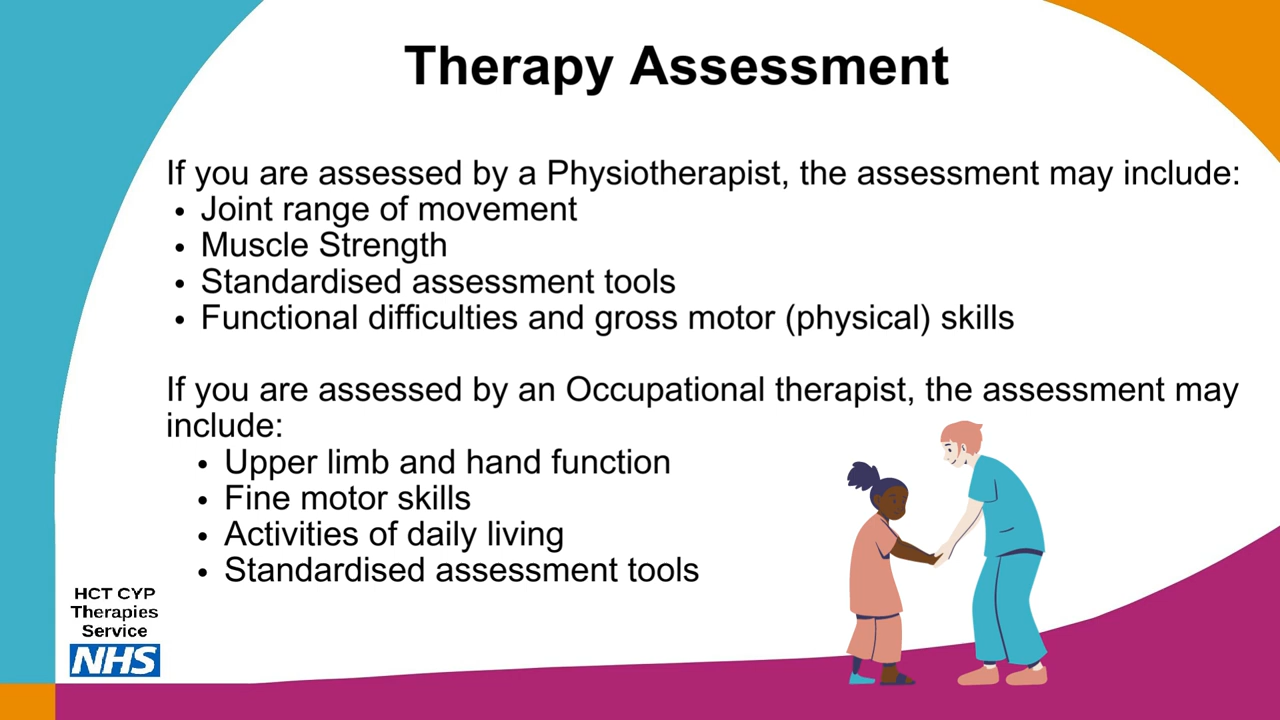 Therapy Assessment
If you are assessed by a Physiotherapist, the assessment may include:
• Joint range of movement
• Muscle Strength
• Standardised assessment tools
• Functional difficulties and gross motor (physical) skills
If you are assessed by an Occupational therapist, the assessment may
include:
• Upper limb and hand function
• Fine motor skills
• Activities of daily living
• Standardised assessment tools
HCT CYP
Therapies
Service
NHS